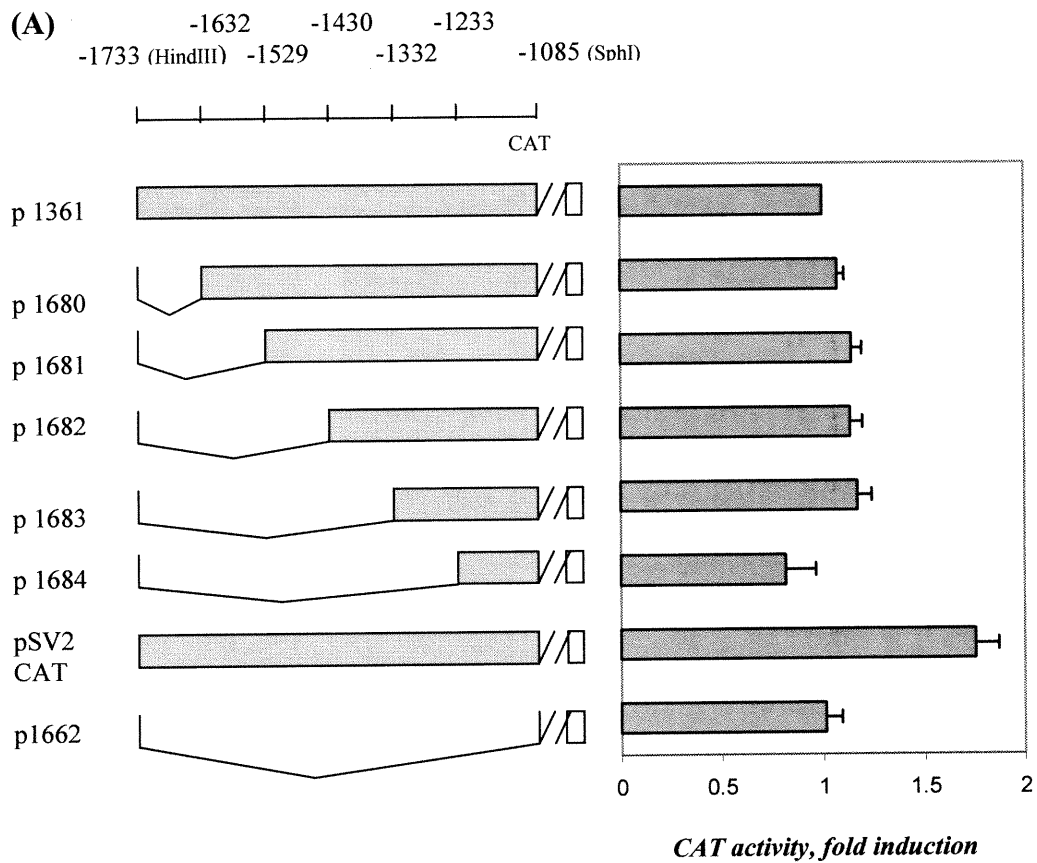 (A)
-1632 -1430 -1233
-1733 (HindIII) -1529 -1332 -1085 (SphI)
CAT
p 1361
p 1680
p 1681
p 1682
p 1683
p 1684
pSV2
CAT
p1662
0 0.5 1 1.5 2
CAT activity, fold induction